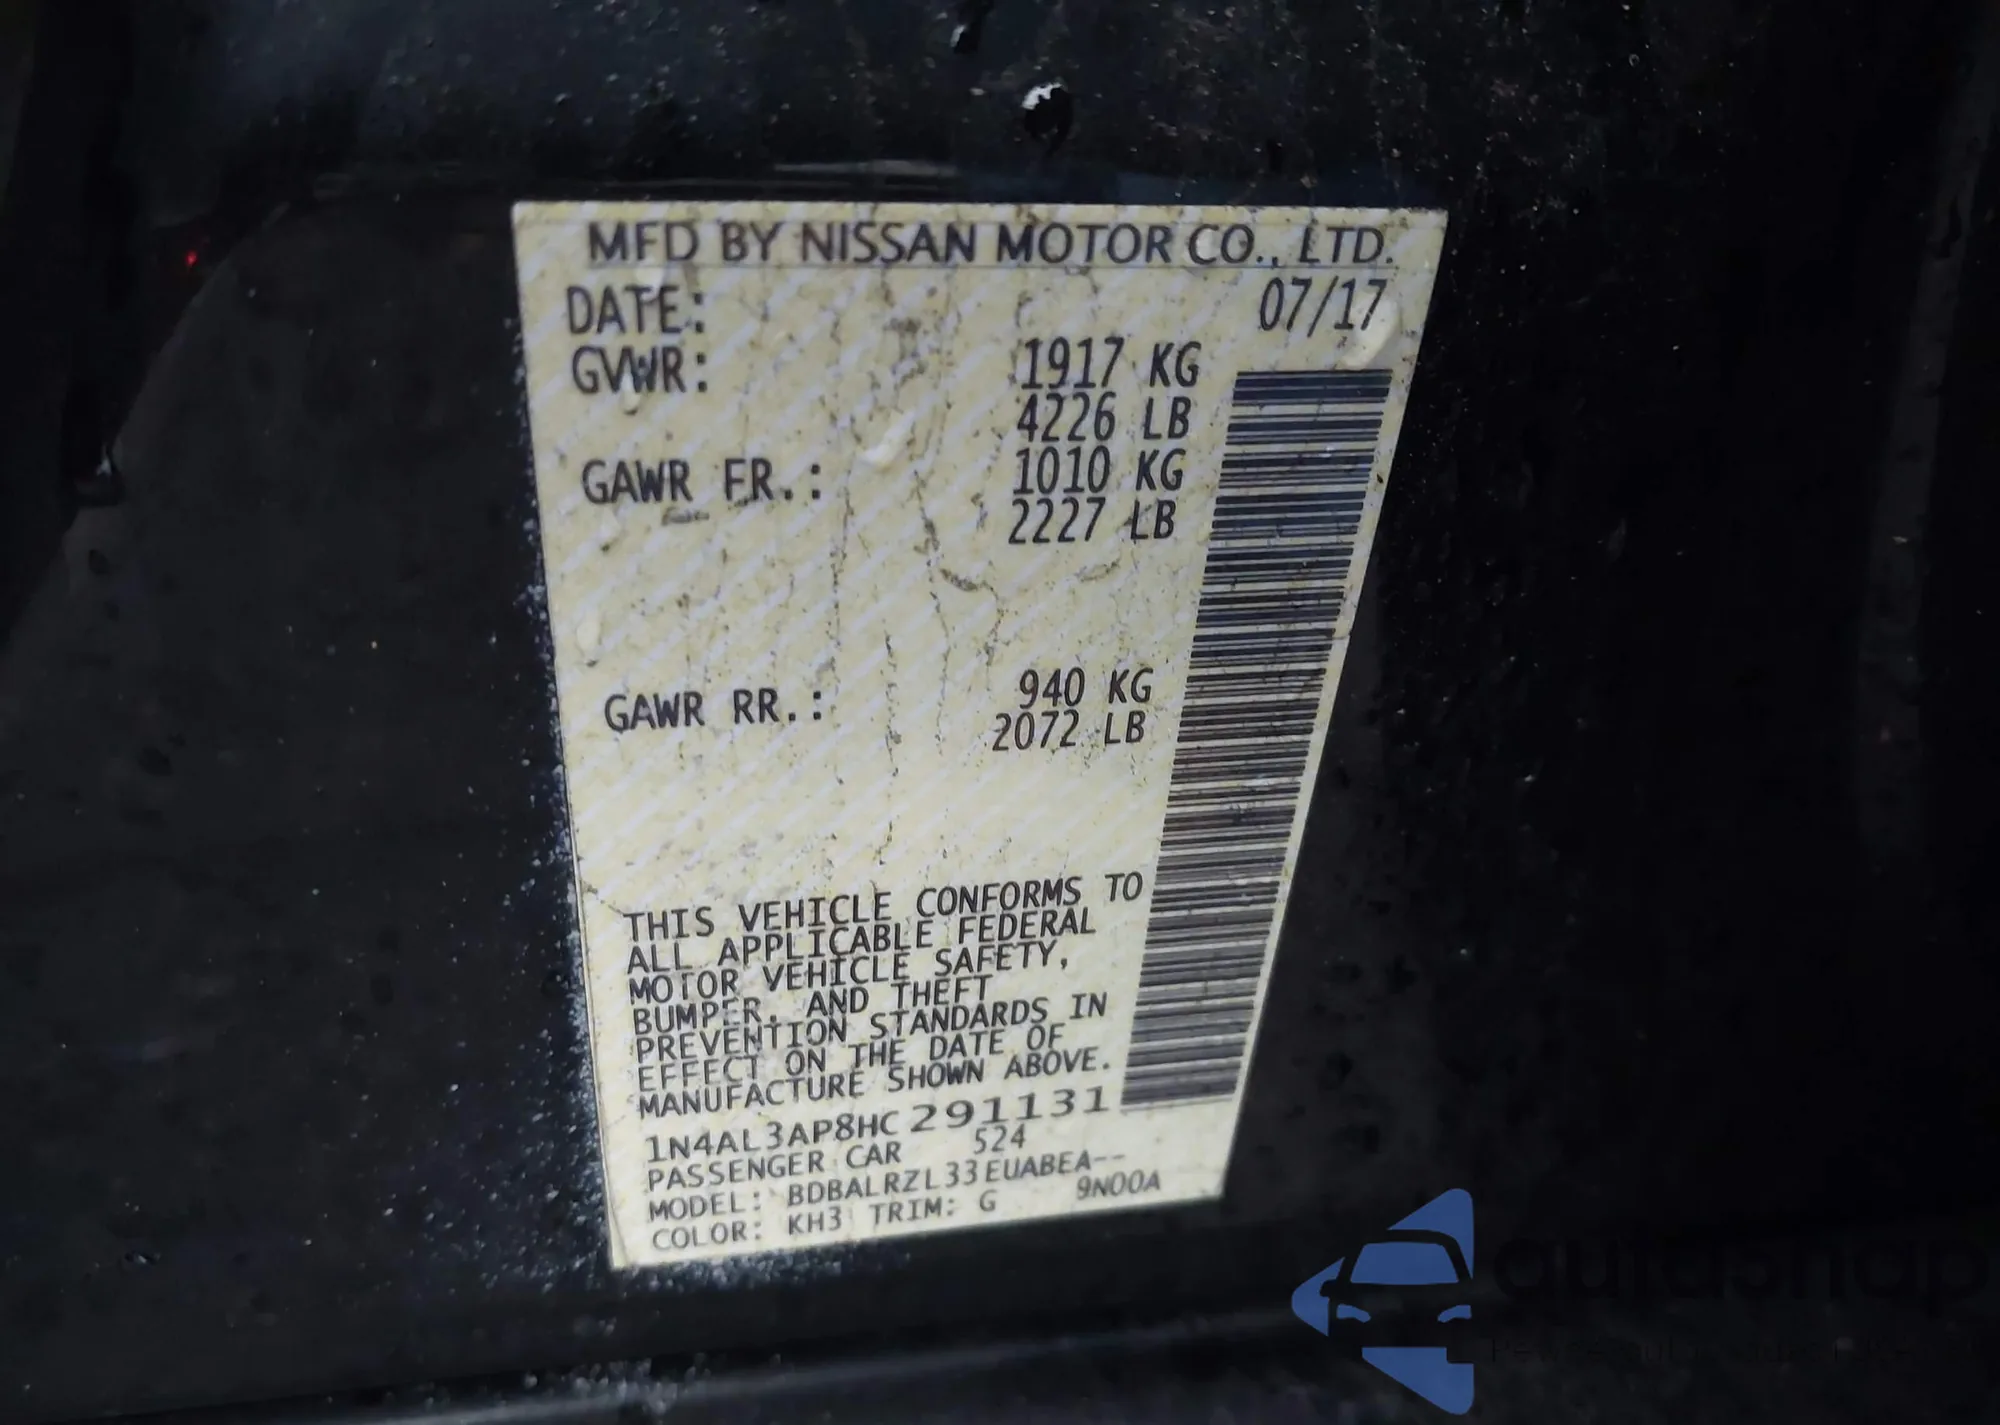 MFD BY NISSAN MOTOR CO., LTD.
DATE: 07/17
GVWR: 1917 KG
4226 LB
GAWR FR.: 1010 KG
2227 LB
GAWR RR.: 940 KG
2072 LB
THIS VEHICLE CONFORMS TO
ALL APPLICABLE FEDERAL
MOTOR VEHICLE SAFETY,
BUMPER, AND THEFT
PREVENTION STANDARDS IN
EFFECT ON THE DATE OF
MANUFACTURE SHOWN ABOVE.
1N4AL3AP8HC291131
PASSENGER CAR 524
MODEL: BDBALRZL33EUABEA--
COLOR: KH3 TRIM: G 9N00A